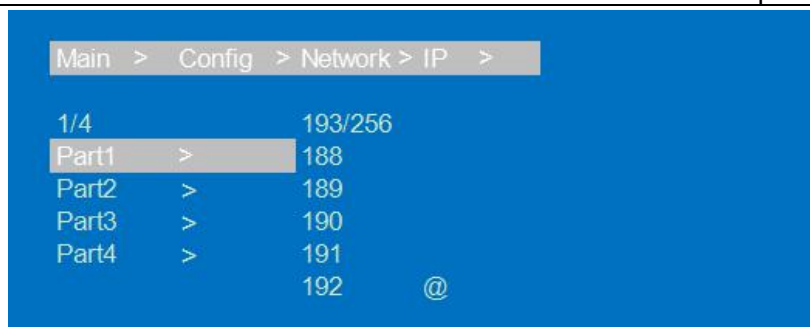 Main > Config > Network > IP >
1/4 193/256
Part1 > 188
Part2 > 189
Part3 > 190
Part4 > 191
192 @